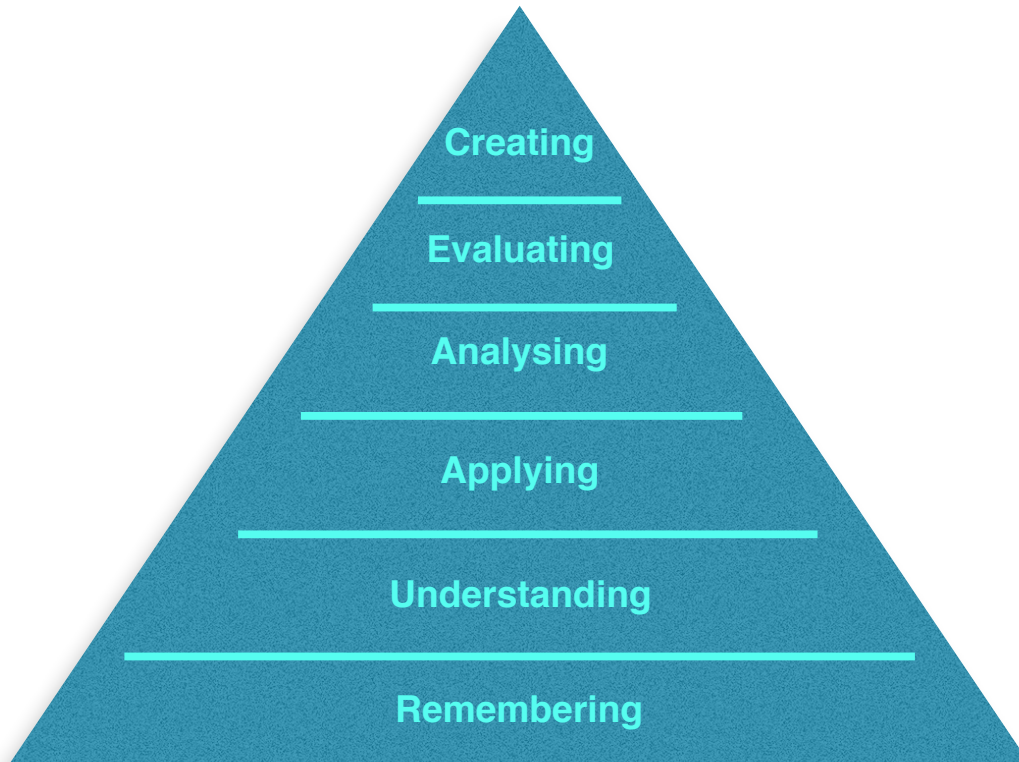 Creating
Evaluating
Analysing
Applying
Understanding
Remembering